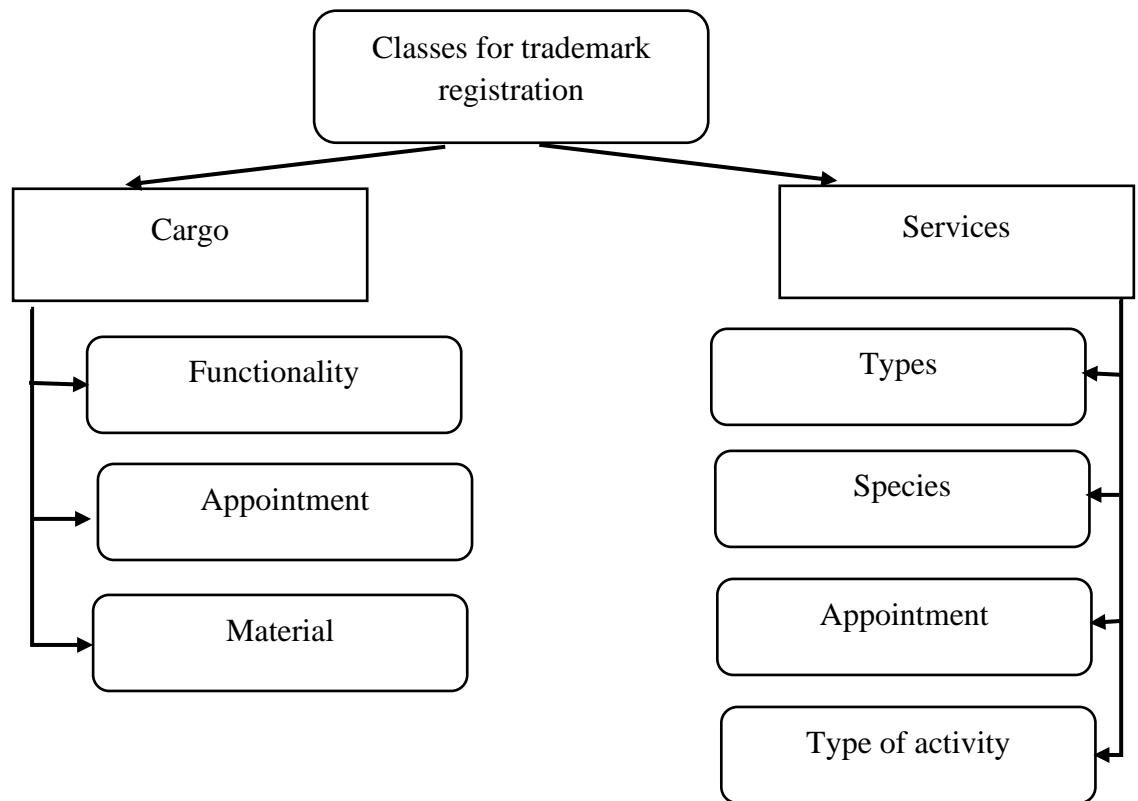 Classes for trademark
registration
Cargo
Services
Functionality
Types
Appointment
Species
Material
Appointment
Type of activity